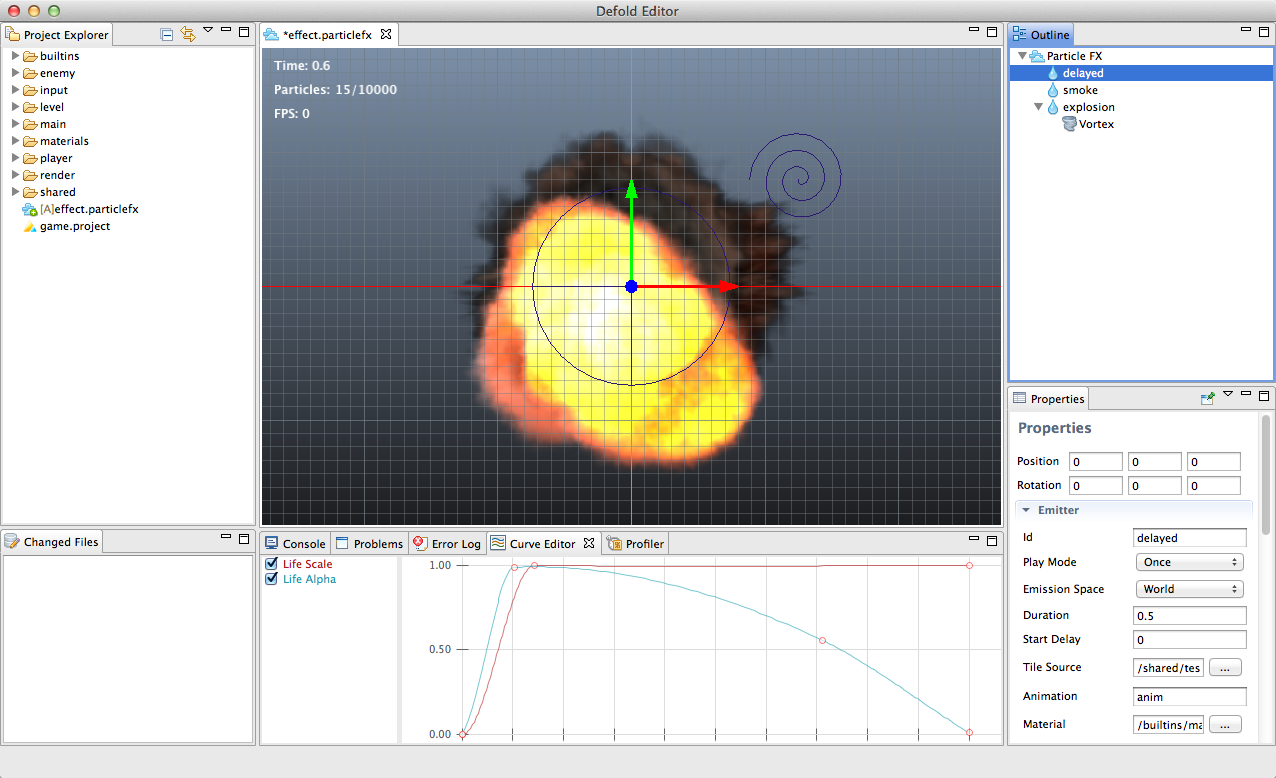 Defold Editor
Project Explorer
builtins
enemy
input
level
main
materials
player
render
shared
[A]effect.particlefx
game.project
Changed Files
*effect.particlefx
Time: 0.6
Particles: 15/10000
FPS: 0
Console
Problems
Error Log
Curve Editor
Profiler
Life Scale
Life Alpha
1.00
0.50
0.00
Outline
Particle FX
delayed
smoke
explosion
Vortex
Properties
Properties
Position 0 0 0
Rotation 0 0 0
Emitter
Id delayed
Play Mode Once
Emission Space World
Duration 0.5
Start Delay 0
Tile Source /shared/tes ...
Animation anim
Material /builtins/ma ...